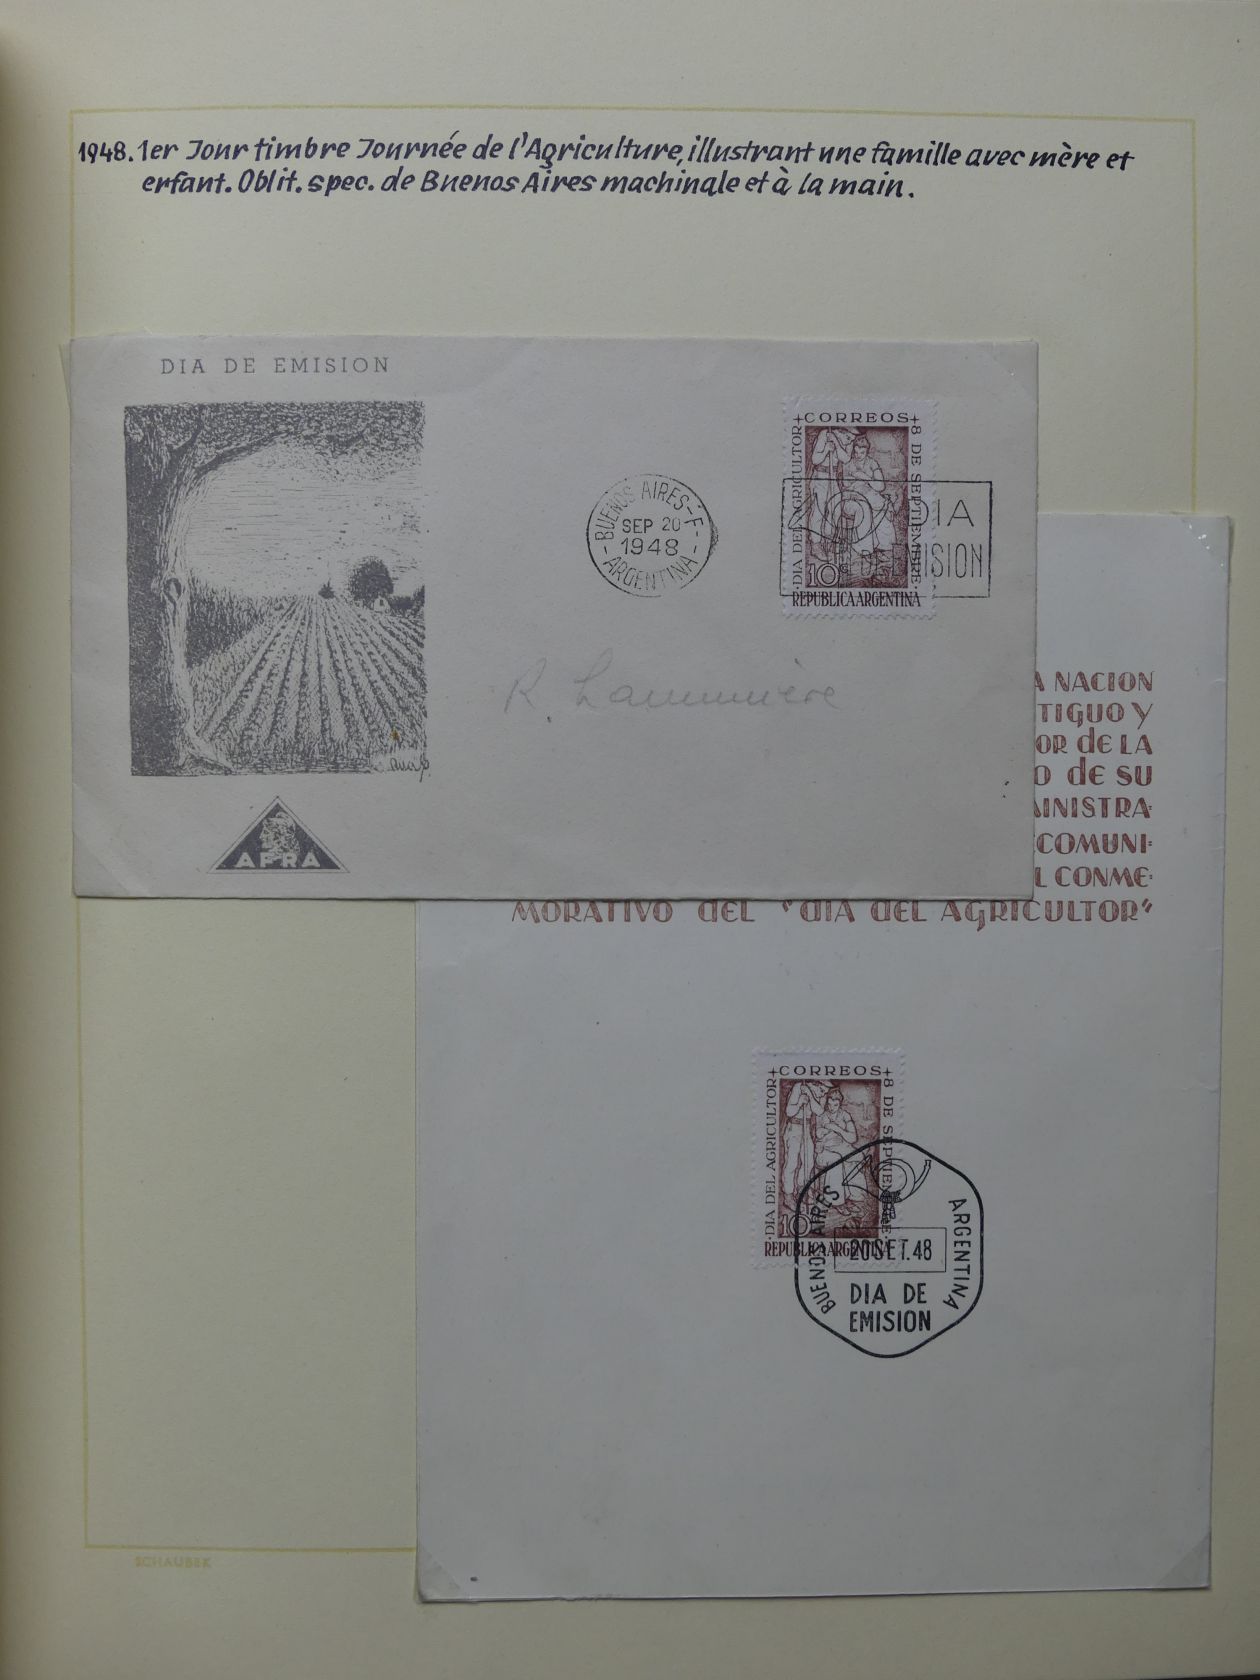 1948. 1er Jour timbre Journée de l'Agriculture, illustrant une famille avec mère et
erfant. Oblit. spec. de Buenos Aires machinale et à la main.
DIA DE EMISION
APRA
BUENOS AIRES-F-
SEP 20
1948
- ARGENTINA -
+CORREOS+
DIA DEL AGRICULTOR
8 DE SEPTIEMBRE
10c
REPUBLICA ARGENTINA
DIA
DE EMISION
R.
A NACION
TIGUO Y
OR de LA
O de SU
MINISTRA-
COMUNI-
L CONME-
MORATIVO DEL "DIA DEL AGRICULTOR"
+CORREOS+
DIA DEL AGRICULTOR
8 DE SEPTIEMBRE
10
REPUBLICA ARGENTINA
BUENOS AIRES
ARGENTINA
20 SET. 48
DIA DE
EMISION
SCHAUBEK